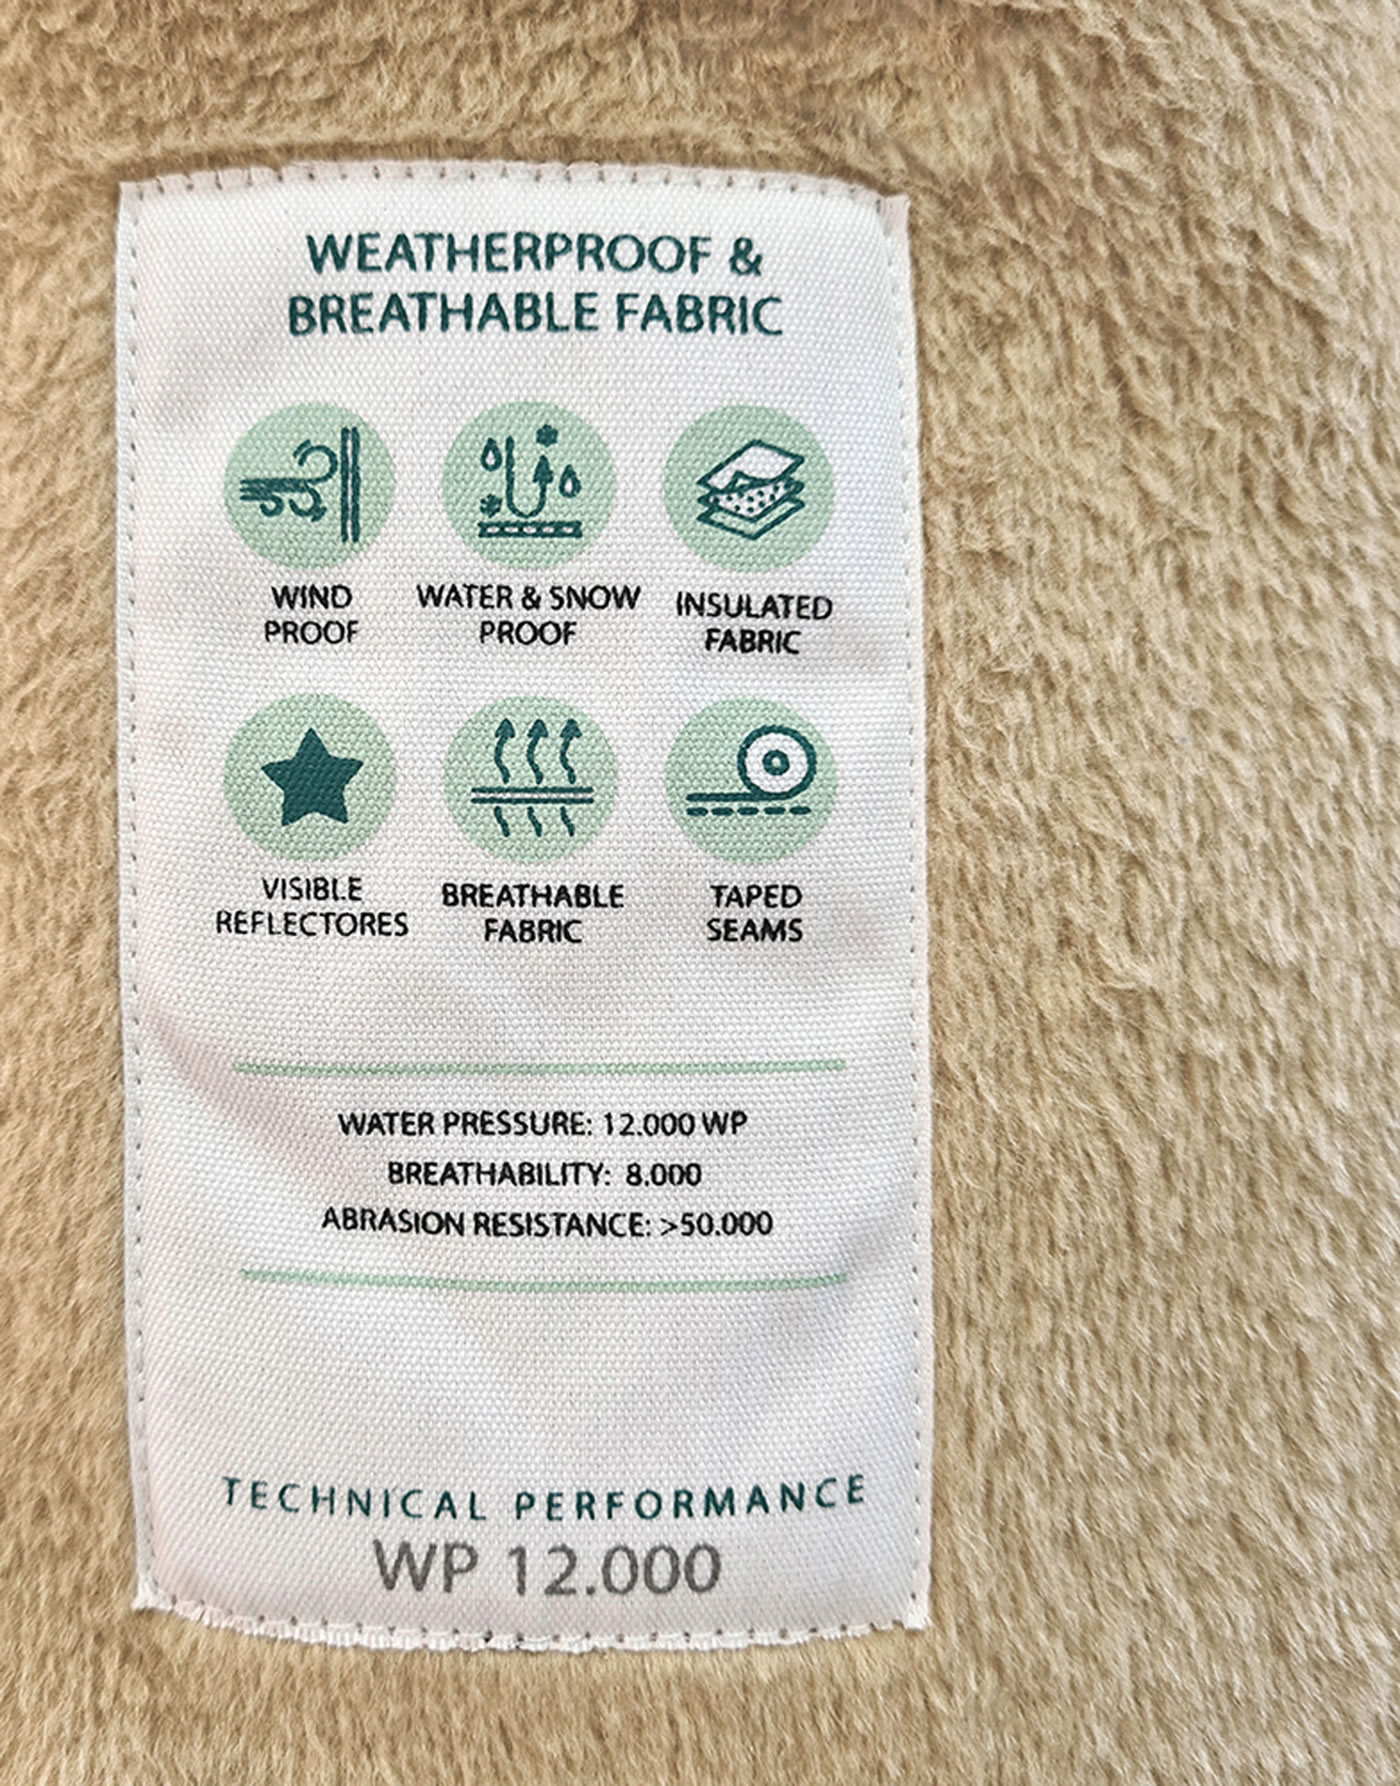 WEATHERPROOF &
BREATHABLE FABRIC
WIND
PROOF
WATER & SNOW
PROOF
INSULATED
FABRIC
VISIBLE
REFLECTORES
BREATHABLE
FABRIC
TAPED
SEAMS
WATER PRESSURE: 12.000 WP
BREATHABILITY: 8.000
ABRASION RESISTANCE: >50.000
TECHNICAL PERFORMANCE
WP 12.000